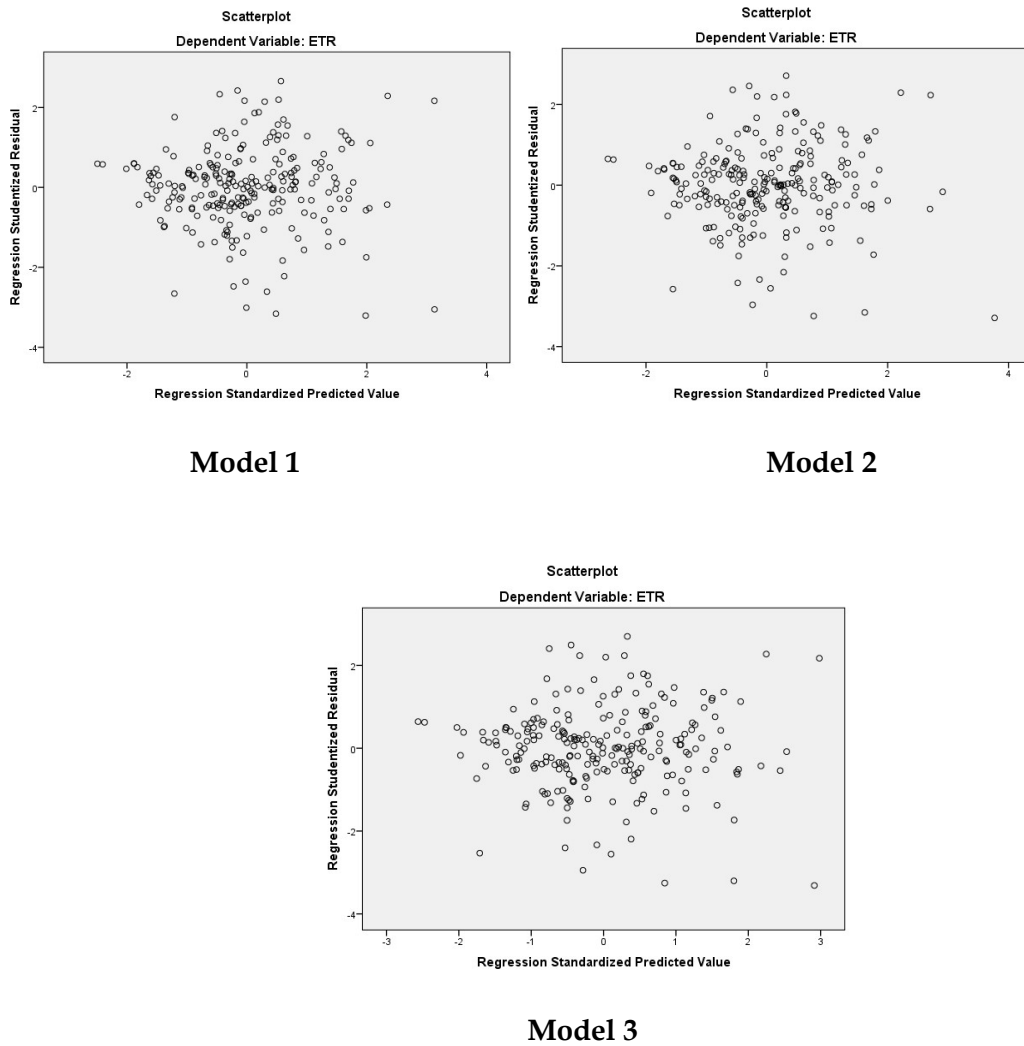 Scatterplot
Dependent Variable: ETR
Regression Studentized Residual
2
0
-2
-4
-2
0
2
4
Regression Standardized Predicted Value
Model 1
Scatterplot
Dependent Variable: ETR
Regression Studentized Residual
2
0
-2
-4
-2
0
2
4
Regression Standardized Predicted Value
Model 2
Scatterplot
Dependent Variable: ETR
Regression Studentized Residual
2
0
-2
-4
-3
-2
-1
0
1
2
3
Regression Standardized Predicted Value
Model 3